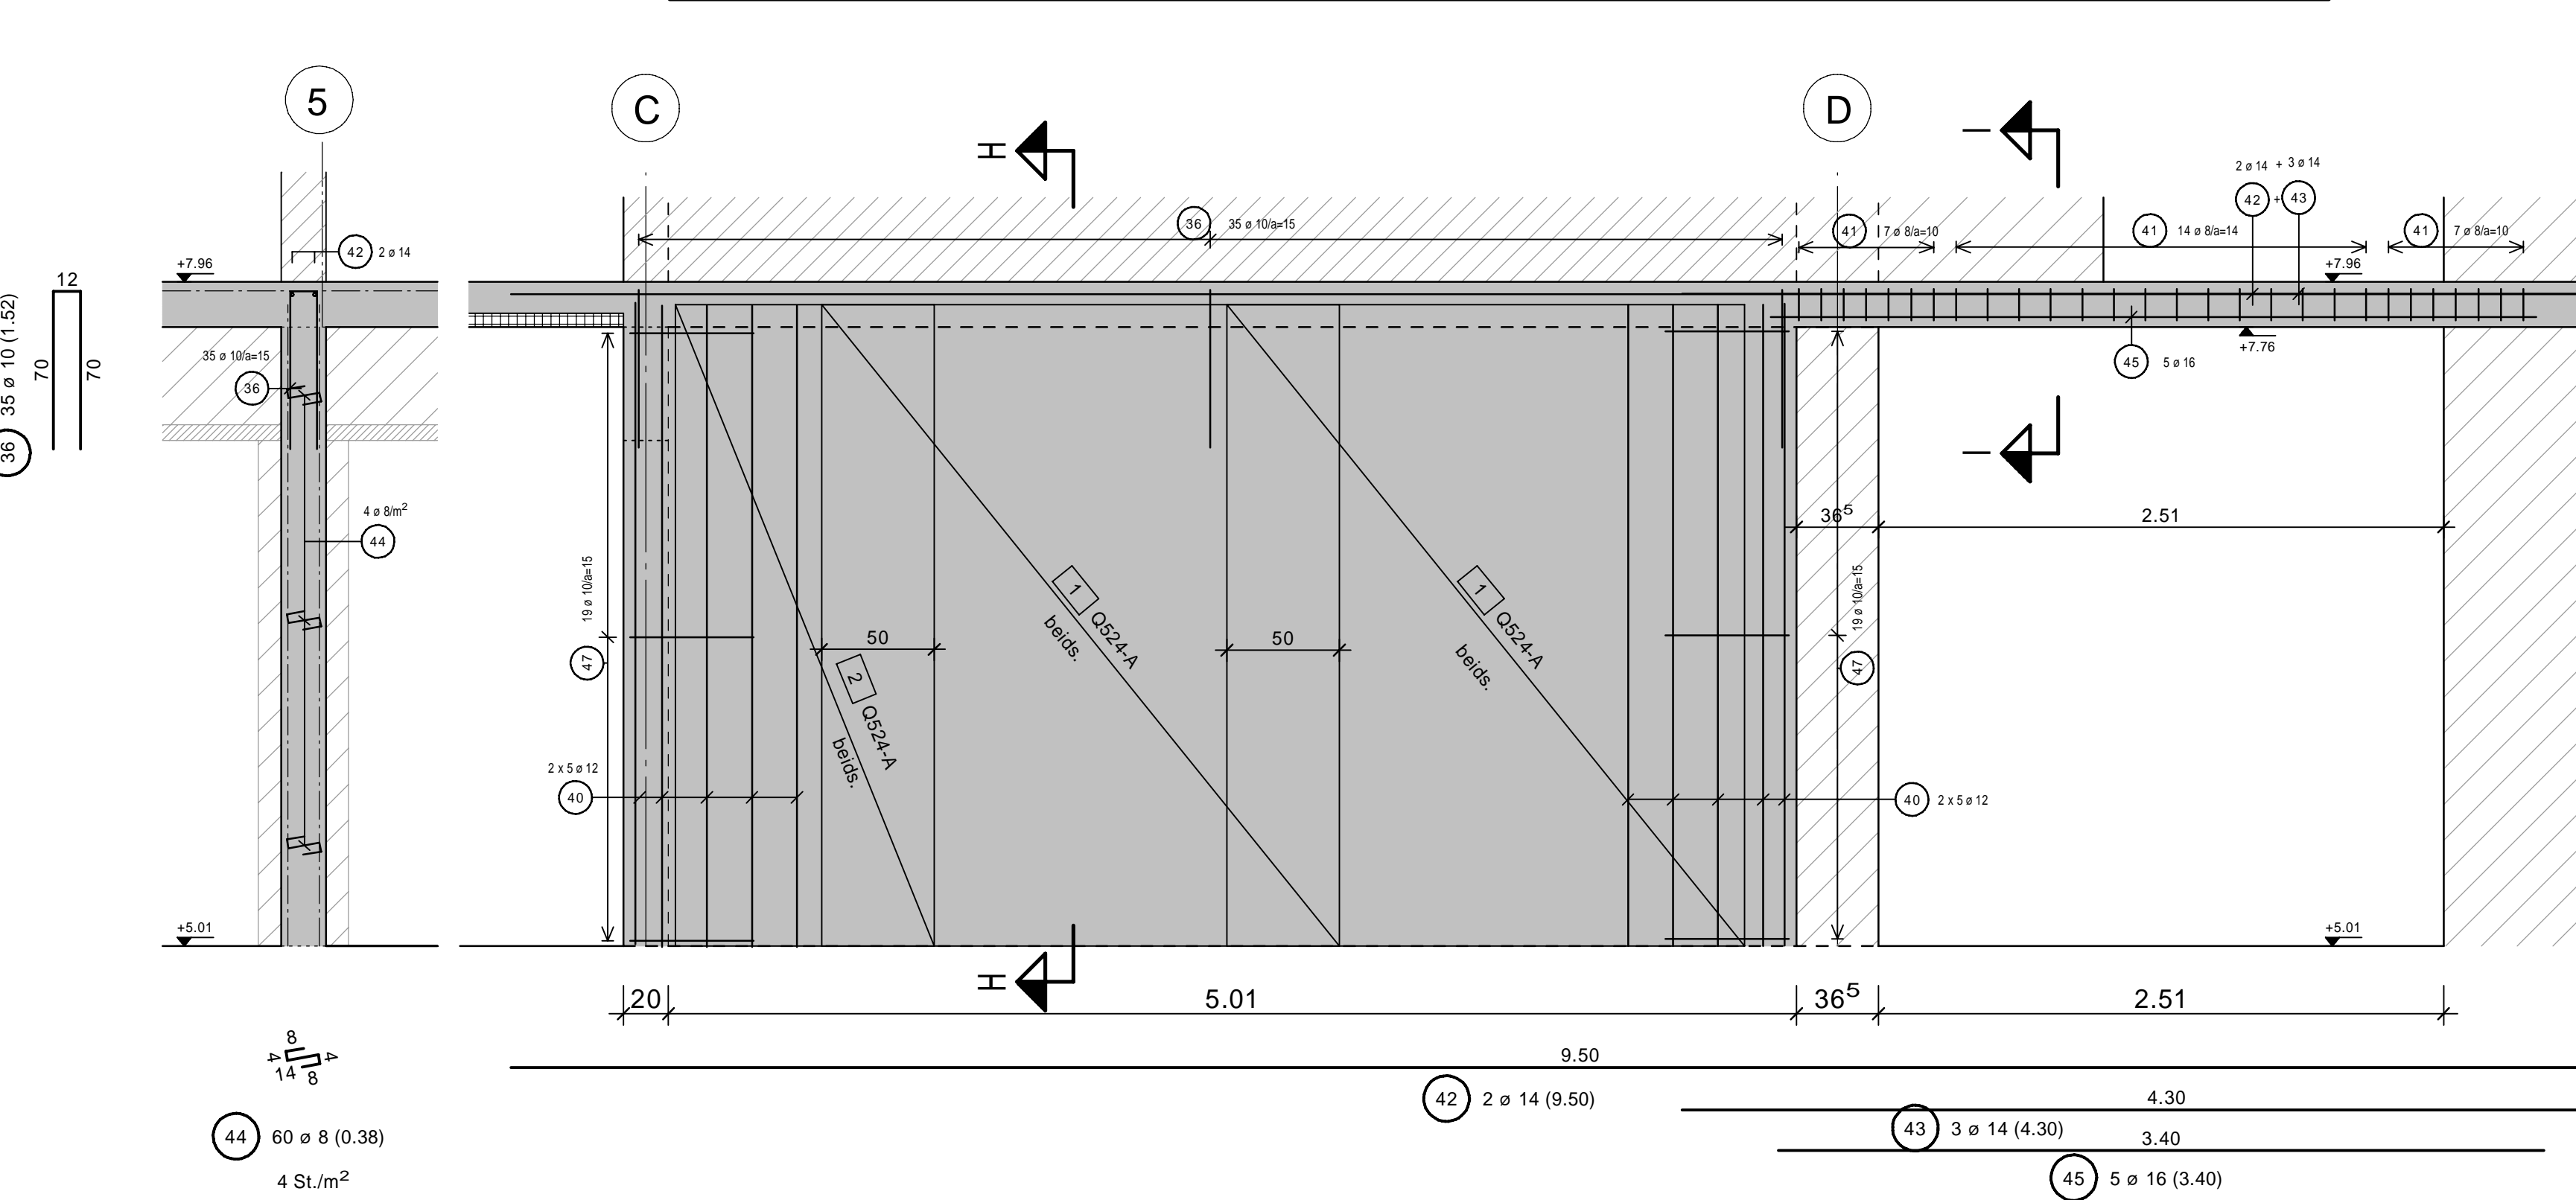 5
C
D
H
I
2 ø 14 + 3 ø 14
42 + 43
36 35 ø 10/a=15
41 7 ø 8/a=10
41 14 ø 8/a=14
41 7 ø 8/a=10
42 2 ø 14
+7.96
+7.96
12
70
70
36 35 ø 10 (1.52)
35 ø 10/a=15
36
+7.76
45 5 ø 16
4 ø 8/m²
44
36⁵
2.51
19 ø 10/a=15
47
50
50
1 Q524-A
beids.
1 Q524-A
beids.
2 Q524-A
beids.
19 ø 10/a=15
47
2 x 5 ø 12
40
40 2 x 5 ø 12
+5.01
+5.01
H
I
20
5.01
36⁵
2.51
8
4
4
14
8
9.50
42 2 ø 14 (9.50)
4.30
43 3 ø 14 (4.30)
3.40
45 5 ø 16 (3.40)
44 60 ø 8 (0.38)
4 St./m²